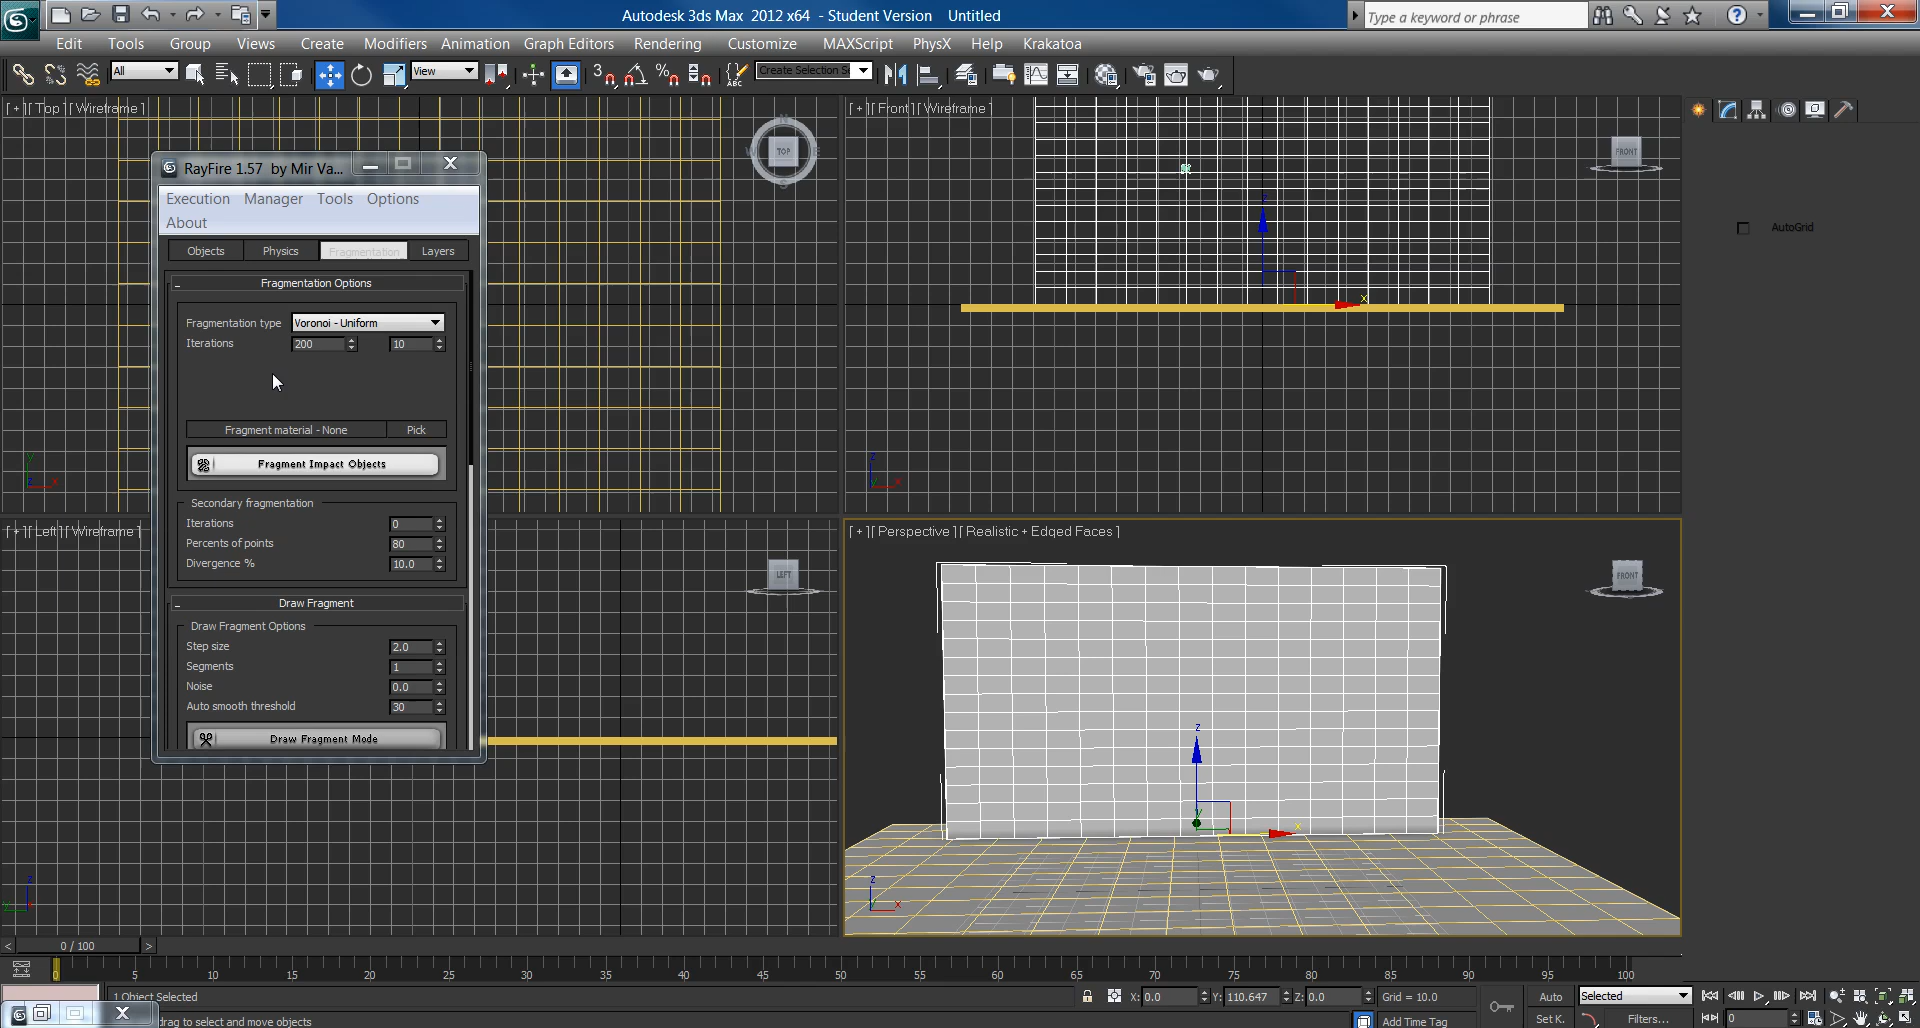 Autodesk 3ds Max 2012 x64 - Student Version Untitled
Type a keyword or phrase
Edit Tools Group Views Create Modifiers Animation Graph Editors Rendering Customize MAXScript PhysX Help Krakatoa
All
View
Create Selection Se
[ + ][ Top ][ Wireframe ]
TOP
[ + ][ Front ][ Wireframe ]
FRONT
RayFire 1.57 by Mir Va...
Execution Manager Tools Options
About
Objects Physics Fragmentation Layers
Fragmentation Options
Fragmentation type Voronoi - Uniform
Iterations 200 10
Fragment material - None Pick
Fragment Impact Objects
Secondary fragmentation
Iterations 0
Percents of points 80
Divergence % 10.0
Draw Fragment
Draw Fragment Options
Step size 2.0
Segments 1
Noise 0.0
Auto smooth threshold 30
Draw Fragment Mode
AutoGrid
[ + ][ Left ][ Wireframe ]
LEFT
[ + ][ Perspective ][ Realistic + Edged Faces ]
FRONT
0 / 100
0 5 10 15 20 25 30 35 40 45 50 55 60 65 70 75 80 85 90 95 100
1 Object Selected
X: 0.0 Y: 110.647 Z: 0.0 Grid = 10.0
Auto Selected
drag to select and move objects
Add Time Tag
Set K. Filters...
0